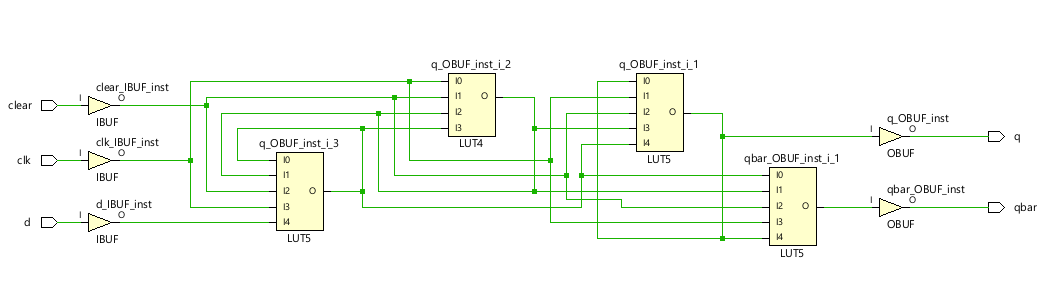 clear
I
clear_IBUF_inst
O
IBUF
clk
I
clk_IBUF_inst
O
IBUF
d
I
d_IBUF_inst
O
IBUF
q_OBUF_inst_i_3
I0
I1
I2
O
I3
I4
LUT5
q_OBUF_inst_i_2
I0
I1
O
I2
I3
LUT4
q_OBUF_inst_i_1
I0
I1
I2
O
I3
I4
LUT5
qbar_OBUF_inst_i_1
I0
I1
I2
O
I3
I4
LUT5
q_OBUF_inst
I
O
OBUF
q
qbar_OBUF_inst
I
O
OBUF
qbar